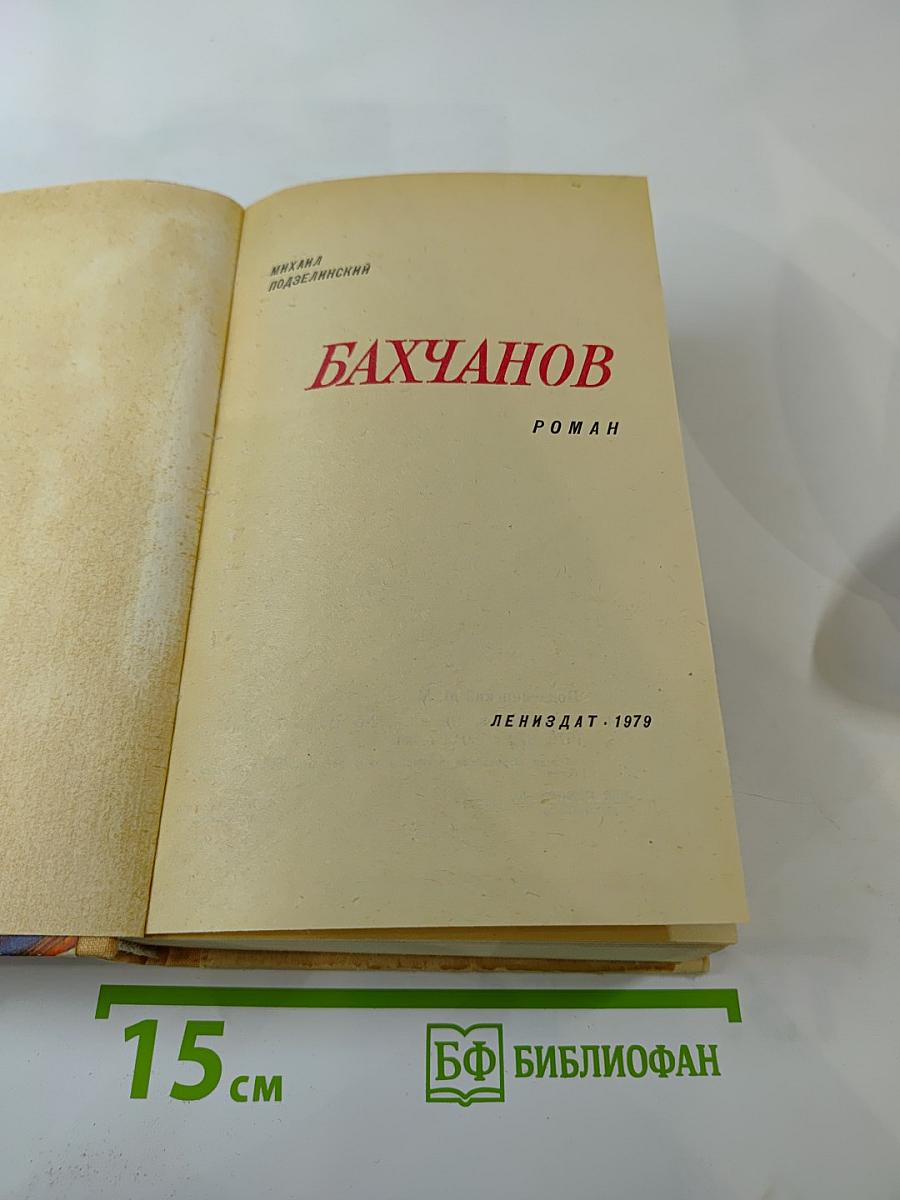 МИХАИЛ
ПОДЗЕЛИНСКИЙ
БАХЧАНОВ
РОМАН
ЛЕНИЗДАТ · 1979
15 см
БФ БИБЛИОФАН